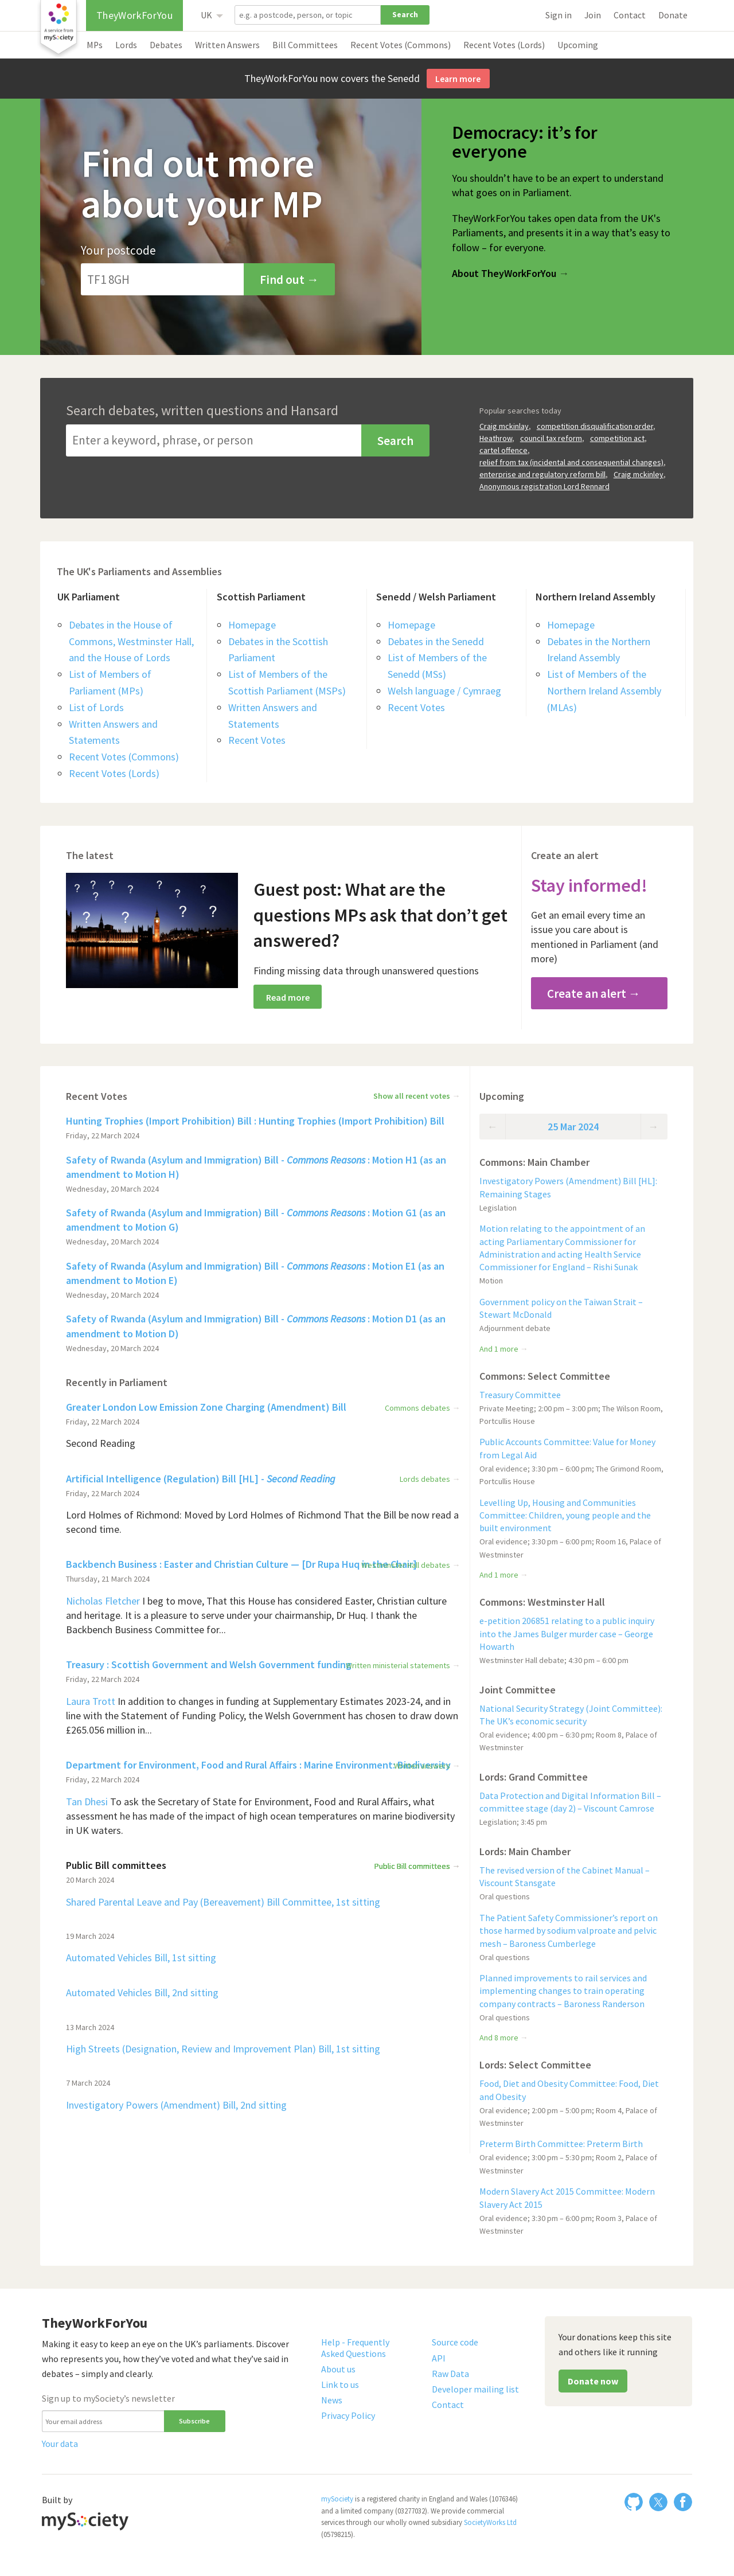 A service from
mySociety
TheyWorkForYou
UK
e.g. a postcode, person, or topic
Search
Sign in
Join
Contact
Donate
MPs
Lords
Debates
Written Answers
Bill Committees
Recent Votes (Commons)
Recent Votes (Lords)
Upcoming
TheyWorkForYou now covers the Senedd
Learn more
Find out more
about your MP
Your postcode
TF1 8GH
Find out →
Democracy: it’s for
everyone
You shouldn’t have to be an expert to understand
what goes on in Parliament.
TheyWorkForYou takes open data from the UK’s
Parliaments, and presents it in a way that’s easy to
follow – for everyone.
About TheyWorkForYou →
Search debates, written questions and Hansard
Enter a keyword, phrase, or person
Search
Popular searches today
Craig mckinlay, competition disqualification order,
Heathrow, council tax reform, competition act,
cartel offence,
relief from tax (incidental and consequential changes),
enterprise and regulatory reform bill, Craig mckinley,
Anonymous registration Lord Rennard
The UK's Parliaments and Assemblies
UK Parliament
Debates in the House of
Commons, Westminster Hall,
and the House of Lords
List of Members of
Parliament (MPs)
List of Lords
Written Answers and
Statements
Recent Votes (Commons)
Recent Votes (Lords)
Scottish Parliament
Homepage
Debates in the Scottish
Parliament
List of Members of the
Scottish Parliament (MSPs)
Written Answers and
Statements
Recent Votes
Senedd / Welsh Parliament
Homepage
Debates in the Senedd
List of Members of the
Senedd (MSs)
Welsh language / Cymraeg
Recent Votes
Northern Ireland Assembly
Homepage
Debates in the Northern
Ireland Assembly
List of Members of the
Northern Ireland Assembly
(MLAs)
The latest
Guest post: What are the
questions MPs ask that don’t get
answered?
Finding missing data through unanswered questions
Read more
Create an alert
Stay informed!
Get an email every time an
issue you care about is
mentioned in Parliament (and
more)
Create an alert →
Recent Votes
Show all recent votes →
Hunting Trophies (Import Prohibition) Bill : Hunting Trophies (Import Prohibition) Bill
Friday, 22 March 2024
Safety of Rwanda (Asylum and Immigration) Bill - Commons Reasons : Motion H1 (as an
amendment to Motion H)
Wednesday, 20 March 2024
Safety of Rwanda (Asylum and Immigration) Bill - Commons Reasons : Motion G1 (as an
amendment to Motion G)
Wednesday, 20 March 2024
Safety of Rwanda (Asylum and Immigration) Bill - Commons Reasons : Motion E1 (as an
amendment to Motion E)
Wednesday, 20 March 2024
Safety of Rwanda (Asylum and Immigration) Bill - Commons Reasons : Motion D1 (as an
amendment to Motion D)
Wednesday, 20 March 2024
Recently in Parliament
Greater London Low Emission Zone Charging (Amendment) Bill
Commons debates →
Friday, 22 March 2024
Second Reading
Artificial Intelligence (Regulation) Bill [HL] - Second Reading
Lords debates →
Friday, 22 March 2024
Lord Holmes of Richmond: Moved by Lord Holmes of Richmond That the Bill be now read a
second time.
Backbench Business : Easter and Christian Culture — [Dr Rupa Huq in the Chair]
Westminster Hall debates →
Thursday, 21 March 2024
Nicholas Fletcher I beg to move, That this House has considered Easter, Christian culture
and heritage. It is a pleasure to serve under your chairmanship, Dr Huq. I thank the
Backbench Business Committee for...
Treasury : Scottish Government and Welsh Government funding
Written ministerial statements →
Friday, 22 March 2024
Laura Trott In addition to changes in funding at Supplementary Estimates 2023-24, and in
line with the Statement of Funding Policy, the Welsh Government has chosen to draw down
£265.056 million in...
Department for Environment, Food and Rural Affairs : Marine Environment: Biodiversity
Friday, 22 March 2024
Tan Dhesi To ask the Secretary of State for Environment, Food and Rural Affairs, what
assessment he has made of the impact of high ocean temperatures on marine biodiversity
in UK waters.
Public Bill committees
Public Bill committees →
20 March 2024
Shared Parental Leave and Pay (Bereavement) Bill Committee, 1st sitting
19 March 2024
Automated Vehicles Bill, 1st sitting
Automated Vehicles Bill, 2nd sitting
13 March 2024
High Streets (Designation, Review and Improvement Plan) Bill, 1st sitting
7 March 2024
Investigatory Powers (Amendment) Bill, 2nd sitting
Upcoming
← 25 Mar 2024 →
Commons: Main Chamber
Investigatory Powers (Amendment) Bill [HL]:
Remaining Stages
Legislation
Motion relating to the appointment of an
acting Parliamentary Commissioner for
Administration and acting Health Service
Commissioner for England – Rishi Sunak
Motion
Government policy on the Taiwan Strait –
Stewart McDonald
Adjournment debate
And 1 more →
Commons: Select Committee
Treasury Committee
Private Meeting; 2:00 pm – 3:00 pm; The Wilson Room,
Portcullis House
Public Accounts Committee: Value for Money
from Legal Aid
Oral evidence; 3:30 pm – 6:00 pm; The Grimond Room,
Portcullis House
Levelling Up, Housing and Communities
Committee: Children, young people and the
built environment
Oral evidence; 3:30 pm – 6:00 pm; Room 16, Palace of
Westminster
And 1 more →
Commons: Westminster Hall
e-petition 206851 relating to a public inquiry
into the James Bulger murder case – George
Howarth
Westminster Hall debate; 4:30 pm – 6:00 pm
Joint Committee
National Security Strategy (Joint Committee):
The UK’s economic security
Oral evidence; 4:00 pm – 6:30 pm; Room 8, Palace of
Westminster
Lords: Grand Committee
Data Protection and Digital Information Bill –
committee stage (day 2) – Viscount Camrose
Legislation; 3:45 pm
Lords: Main Chamber
The revised version of the Cabinet Manual –
Viscount Stansgate
Oral questions
The Patient Safety Commissioner’s report on
those harmed by sodium valproate and pelvic
mesh – Baroness Cumberlege
Oral questions
Planned improvements to rail services and
implementing changes to train operating
company contracts – Baroness Randerson
Oral questions
And 8 more →
Lords: Select Committee
Food, Diet and Obesity Committee: Food, Diet
and Obesity
Oral evidence; 2:00 pm – 5:00 pm; Room 4, Palace of
Westminster
Preterm Birth Committee: Preterm Birth
Oral evidence; 3:00 pm – 5:30 pm; Room 2, Palace of
Westminster
Modern Slavery Act 2015 Committee: Modern
Slavery Act 2015
Oral evidence; 3:30 pm – 6:00 pm; Room 3, Palace of
Westminster
TheyWorkForYou
Making it easy to keep an eye on the UK’s parliaments. Discover
who represents you, how they’ve voted and what they’ve said in
debates – simply and clearly.
Sign up to mySociety’s newsletter
Your email address
Subscribe
Your data
Help - Frequently
Asked Questions
About us
Link to us
News
Privacy Policy
Source code
API
Raw Data
Developer mailing list
Contact
Your donations keep this site
and others like it running
Donate now
Built by
mySociety
mySociety is a registered charity in England and Wales (1076346)
and a limited company (03277032). We provide commercial
services through our wholly owned subsidiary SocietyWorks Ltd
(05798215).